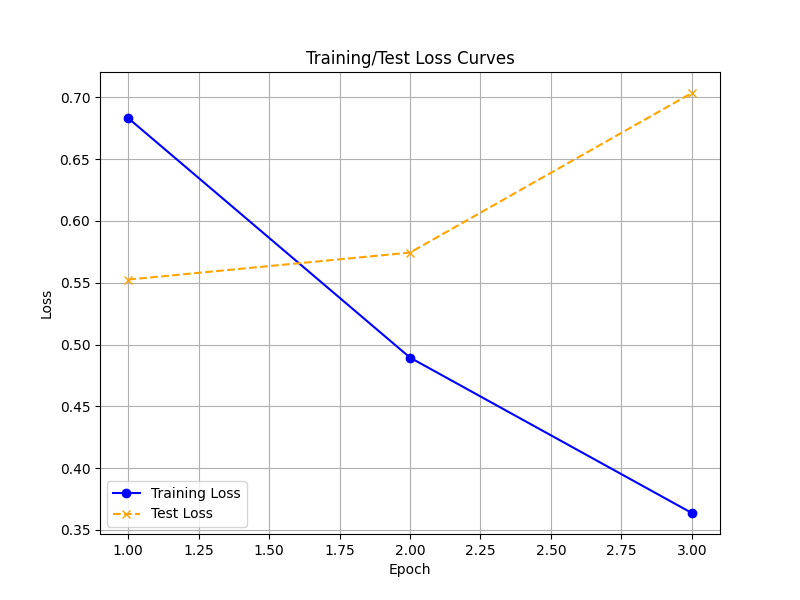 Training/Test Loss Curves
0.70
0.65
0.60
0.55
0.50
0.45
0.40
0.35
Loss
Training Loss
Test Loss
1.00 1.25 1.50 1.75 2.00 2.25 2.50 2.75 3.00
Epoch